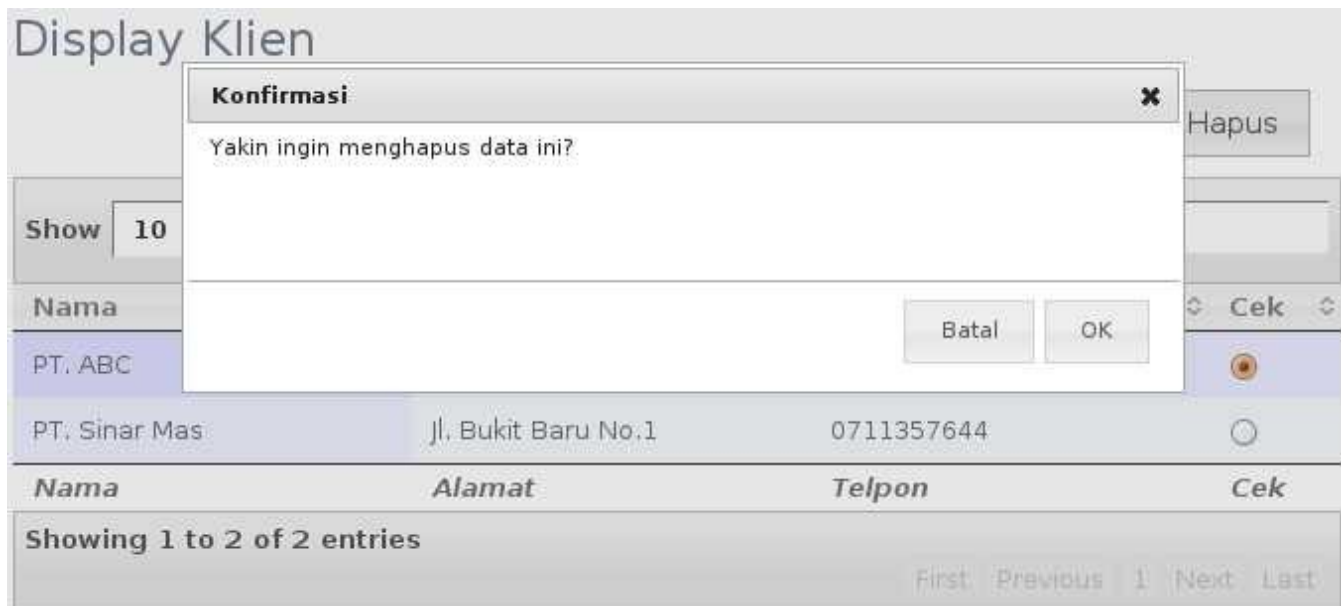 Display Klien
Konfirmasi
Hapus
Yakin ingin menghapus data ini?
Show 10
Batal OK
Nama Cek
PT. ABC
PT. Sinar Mas Jl. Bukit Baru No.1 0711357644
Nama Alamat Telpon Cek
Showing 1 to 2 of 2 entries
First Previous 1 Next Last